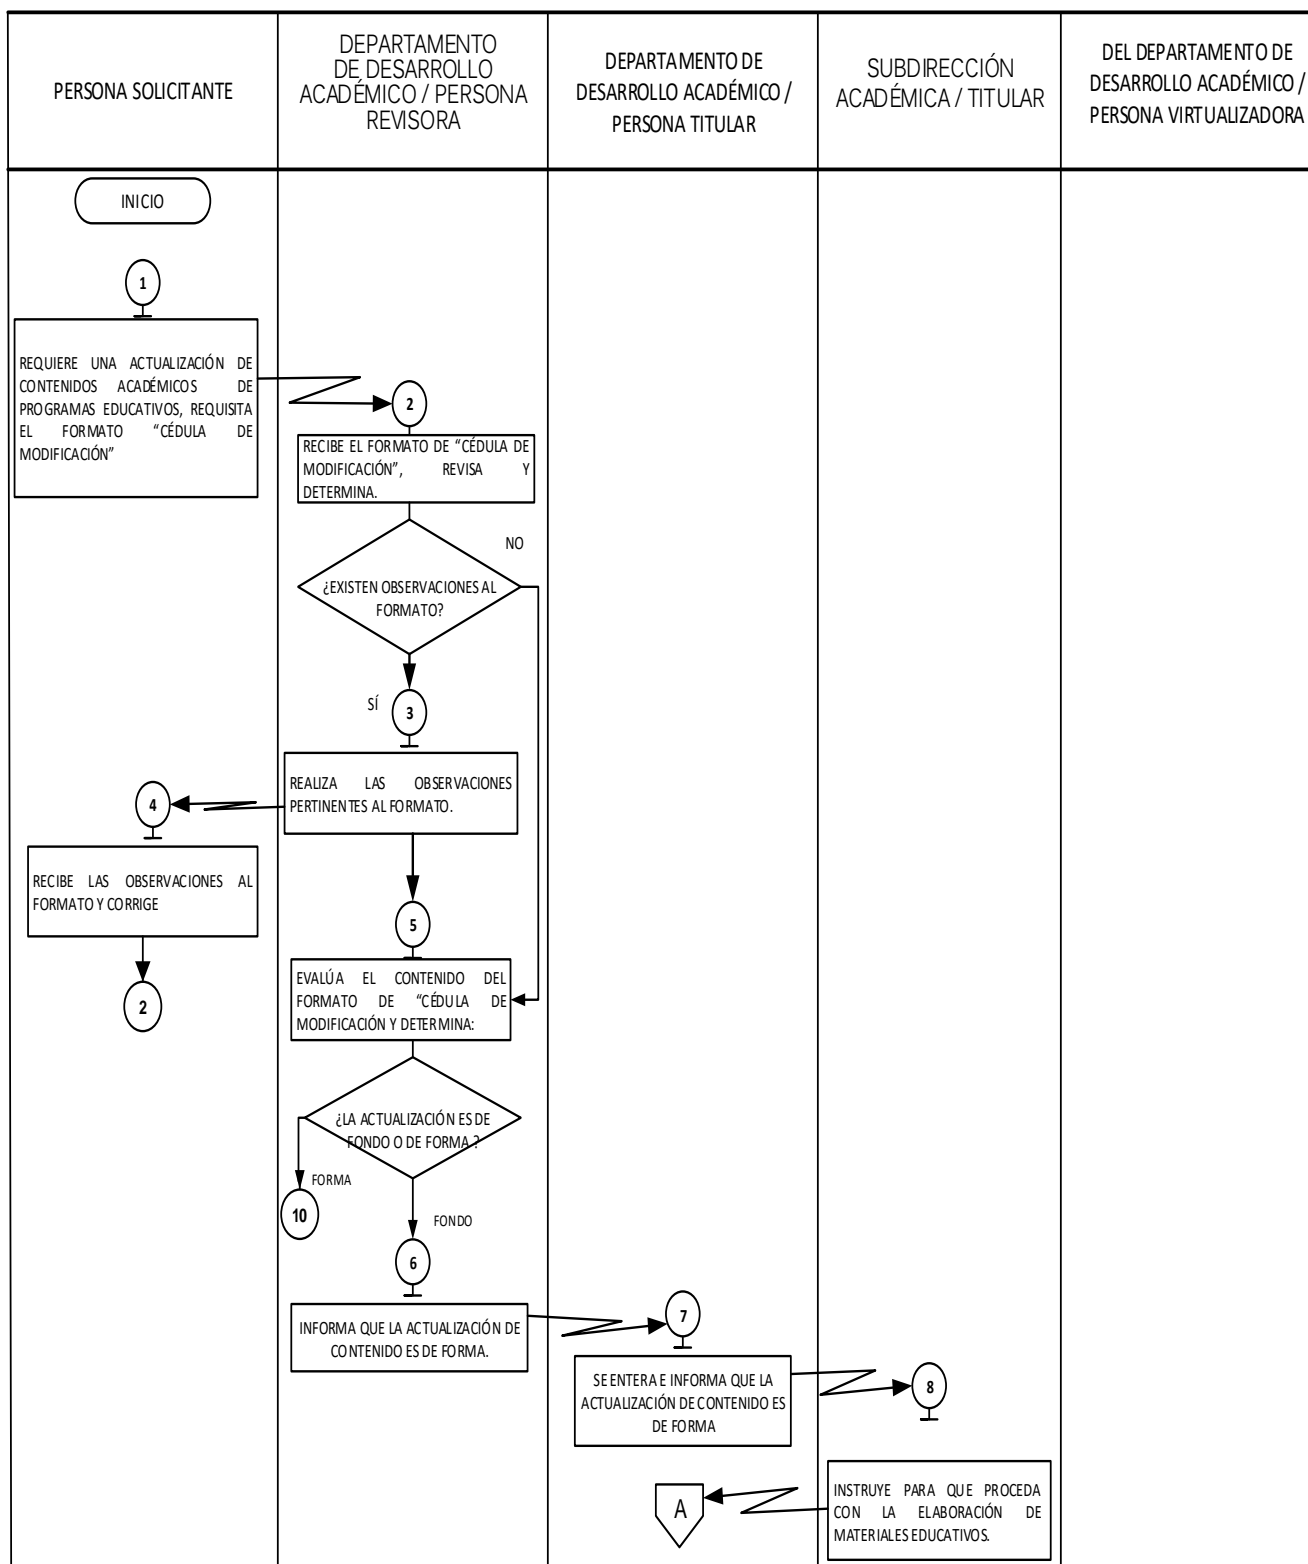 PERSONA SOLICITANTE
DEPARTAMENTO
DE DESARROLLO
ACADÉMICO / PERSONA
REVISORA
DEPARTAMENTO DE
DESARROLLO ACADÉMICO /
PERSONA TITULAR
SUBDIRECCIÓN
ACADÉMICA / TITULAR
DEL DEPARTAMENTO DE
DESARROLLO ACADÉMICO /
PERSONA VIRTUALIZADORA
INICIO
1
REQUIERE UNA ACTUALIZACIÓN DE
CONTENIDOS ACADÉMICOS DE
PROGRAMAS EDUCATIVOS, REQUISITA
EL FORMATO “CÉDULA DE
MODIFICACIÓN”
2
RECIBE EL FORMATO DE “CÉDULA DE
MODIFICACIÓN”, REVISA Y
DETERMINA.
NO
¿EXISTEN OBSERVACIONES AL
FORMATO?
SÍ
3
REALIZA LAS OBSERVACIONES
PERTINENTES AL FORMATO.
4
RECIBE LAS OBSERVACIONES AL
FORMATO Y CORRIGE
2
5
EVALÚA EL CONTENIDO DEL
FORMATO DE “CÉDULA DE
MODIFICACIÓN Y DETERMINA:
¿LA ACTUALIZACIÓN ES DE
FONDO O DE FORMA ?
FORMA
10
FONDO
6
INFORMA QUE LA ACTUALIZACIÓN DE
CONTENIDO ES DE FORMA.
7
SE ENTERA E INFORMA QUE LA
ACTUALIZACIÓN DE CONTENIDO ES
DE FORMA
8
INSTRUYE PARA QUE PROCEDA
CON LA ELABORACIÓN DE
MATERIALES EDUCATIVOS.
A